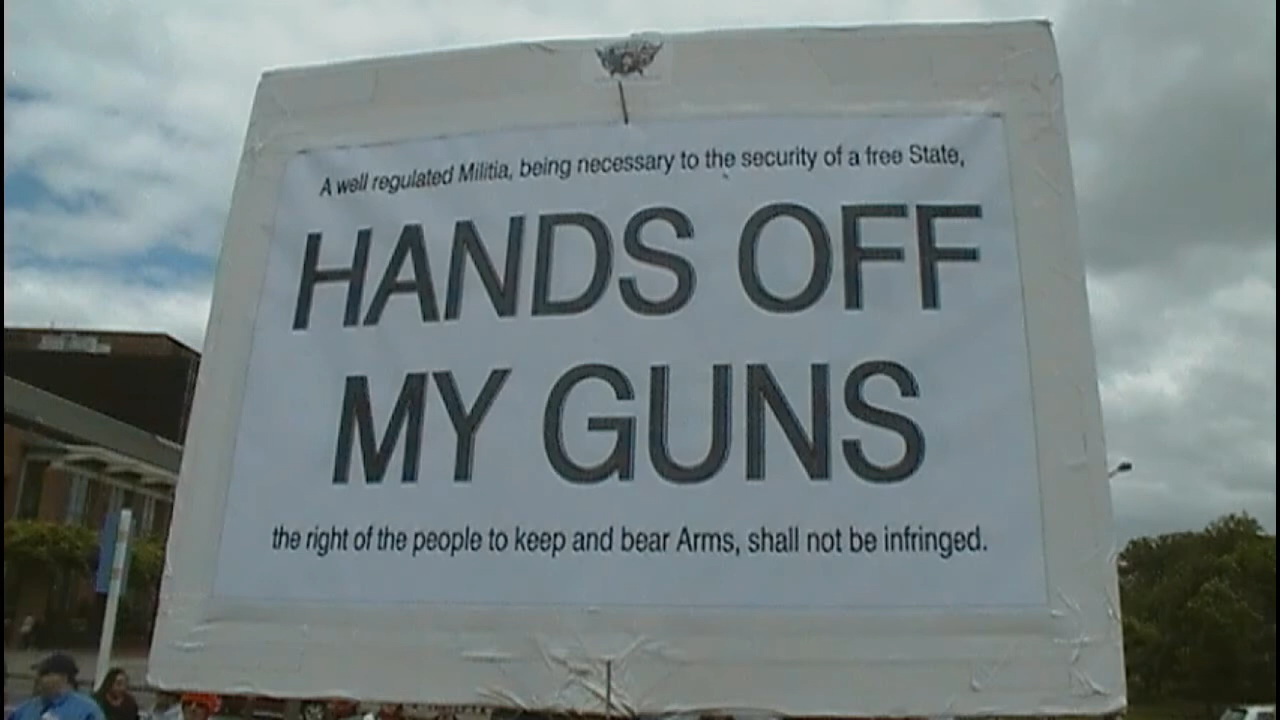 A well regulated Militia, being necessary to the security of a free State,
HANDS OFF
MY GUNS
the right of the people to keep and bear Arms, shall not be infringed.